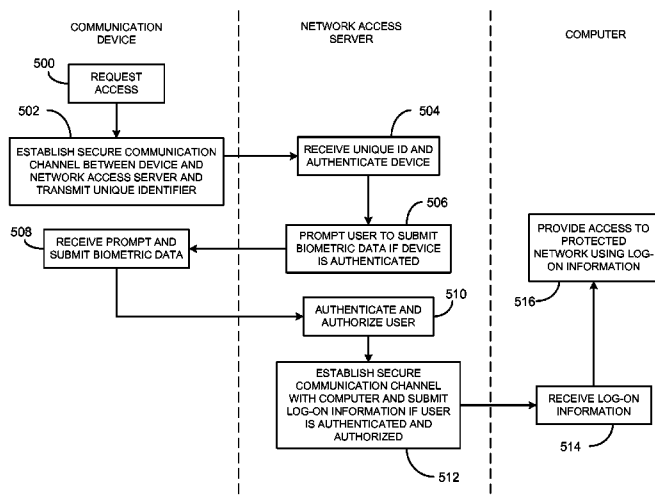 COMMUNICATION
DEVICE
NETWORK ACCESS
SERVER
COMPUTER
500
REQUEST
ACCESS
502
ESTABLISH SECURE COMMUNICATION
CHANNEL BETWEEN DEVICE AND
NETWORK ACCESS SERVER AND
TRANSMIT UNIQUE IDENTIFIER
504
RECEIVE UNIQUE ID AND
AUTHENTICATE DEVICE
506
PROMPT USER TO SUBMIT
BIOMETRIC DATA IF DEVICE
IS AUTHENTICATED
508
RECEIVE PROMPT AND
SUBMIT BIOMETRIC DATA
510
AUTHENTICATE AND
AUTHORIZE USER
ESTABLISH SECURE
COMMUNICATION CHANNEL
WITH COMPUTER AND SUBMIT
LOG-ON INFORMATION IF USER
IS AUTHENTICATED AND
AUTHORIZED
512
RECEIVE LOG-ON
INFORMATION
514
PROVIDE ACCESS TO
PROTECTED
NETWORK USING LOG-
ON INFORMATION
516